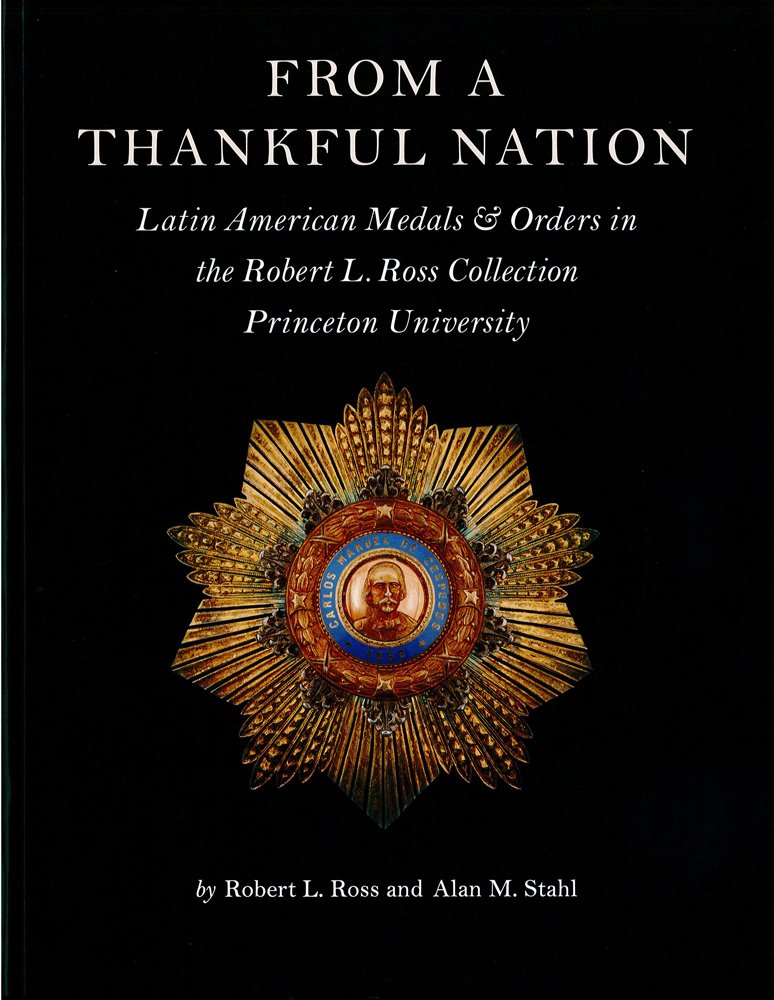 FROM A
THANKFUL NATION
Latin American Medals & Orders in
the Robert L. Ross Collection
Princeton University
CARLOS MANUEL DE CESPEDES
by Robert L. Ross and Alan M. Stahl